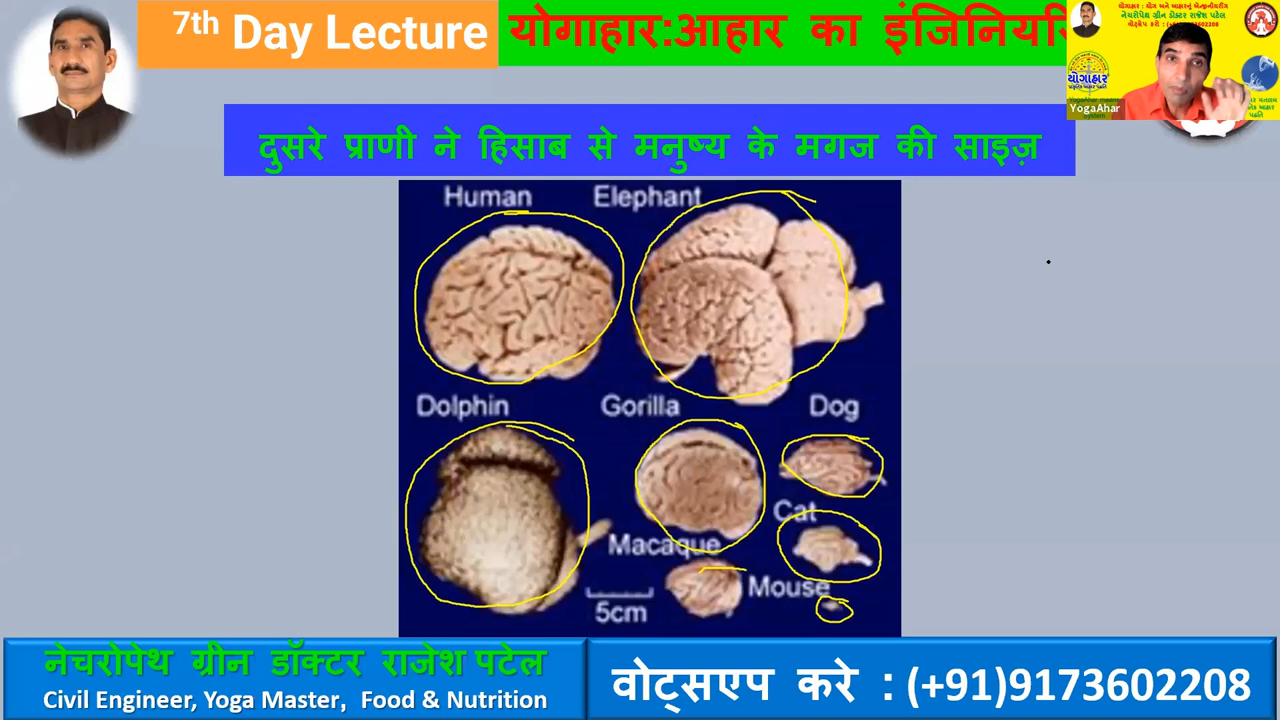 7th Day Lecture
योगाहार:आहार का इंजिनियरि
યોગાહાર
YogaAhar
दुसरे प्राणी ने हिसाब से मनुष्य के मगज की साइज़
Human Elephant
Dolphin Gorilla Dog
Cat
Macaque
Mouse
5cm
नेचरोपेथ ग्रीन डॉक्टर राजेश पटेल
Civil Engineer, Yoga Master, Food & Nutrition
वोट्सएप करे : (+91)9173602208